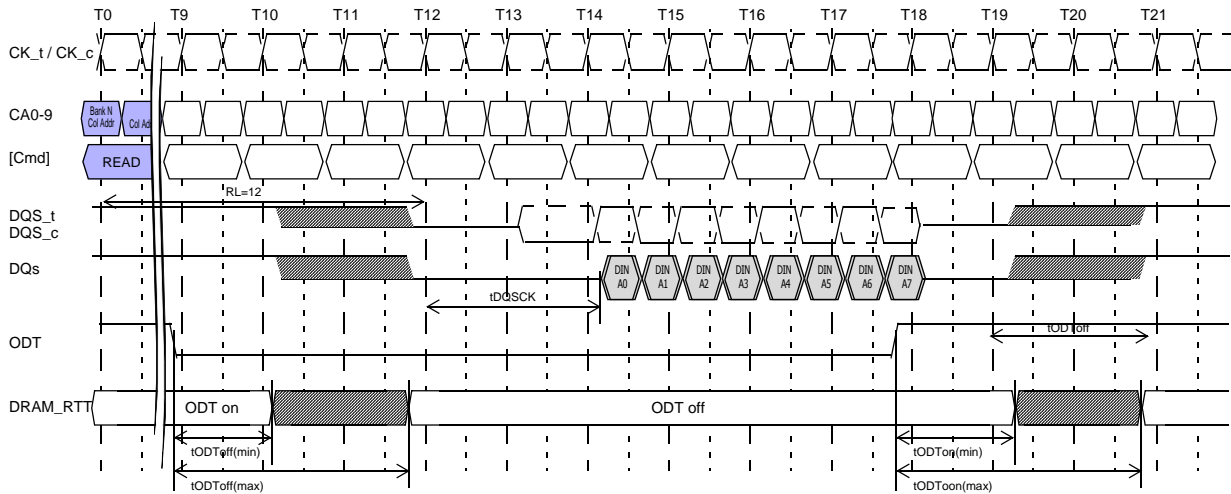 T0 T9 T10 T11 T12 T13 T14 T15 T16 T17 T18 T19 T20 T21
CK_t / CK_c
CA0-9
Bank N
Col Addr
Col Ad
[Cmd]
READ
RL=12
DQS_t
DQS_c
DQs
DIN A0
DIN A1
DIN A2
DIN A3
DIN A4
DIN A5
DIN A6
DIN A7
tDQSCK
ODT
tODToff
DRAM_RTT
ODT on
ODT off
tODToff(min)
tODTon(min)
tODToff(max)
tODToon(max)